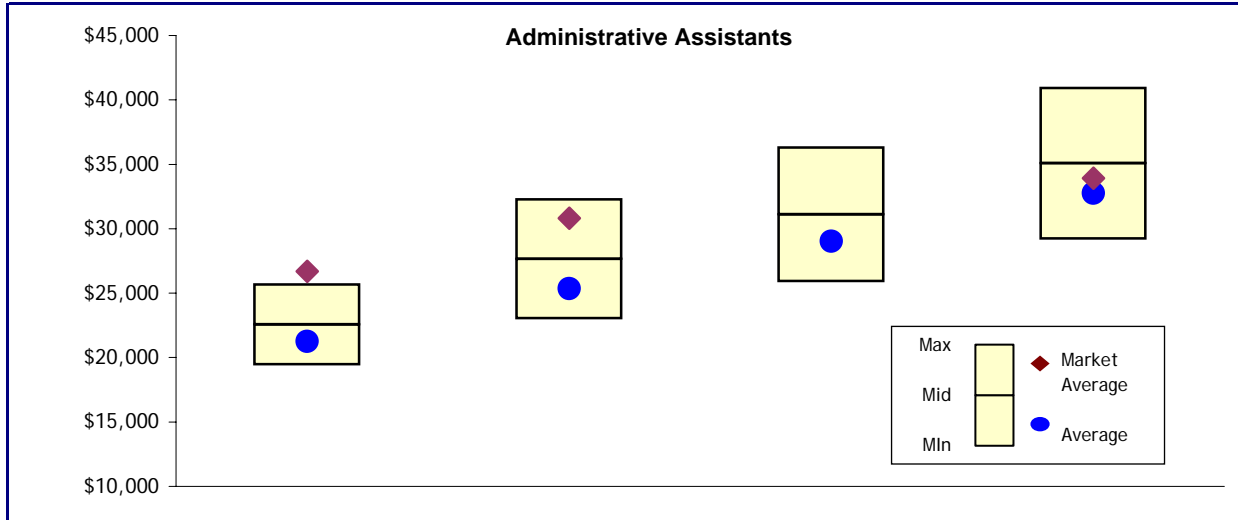 Administrative Assistants
$45,000
$40,000
$35,000
$30,000
$25,000
$20,000
$15,000
$10,000
Max
Mid
MIn
Market
Average
Average